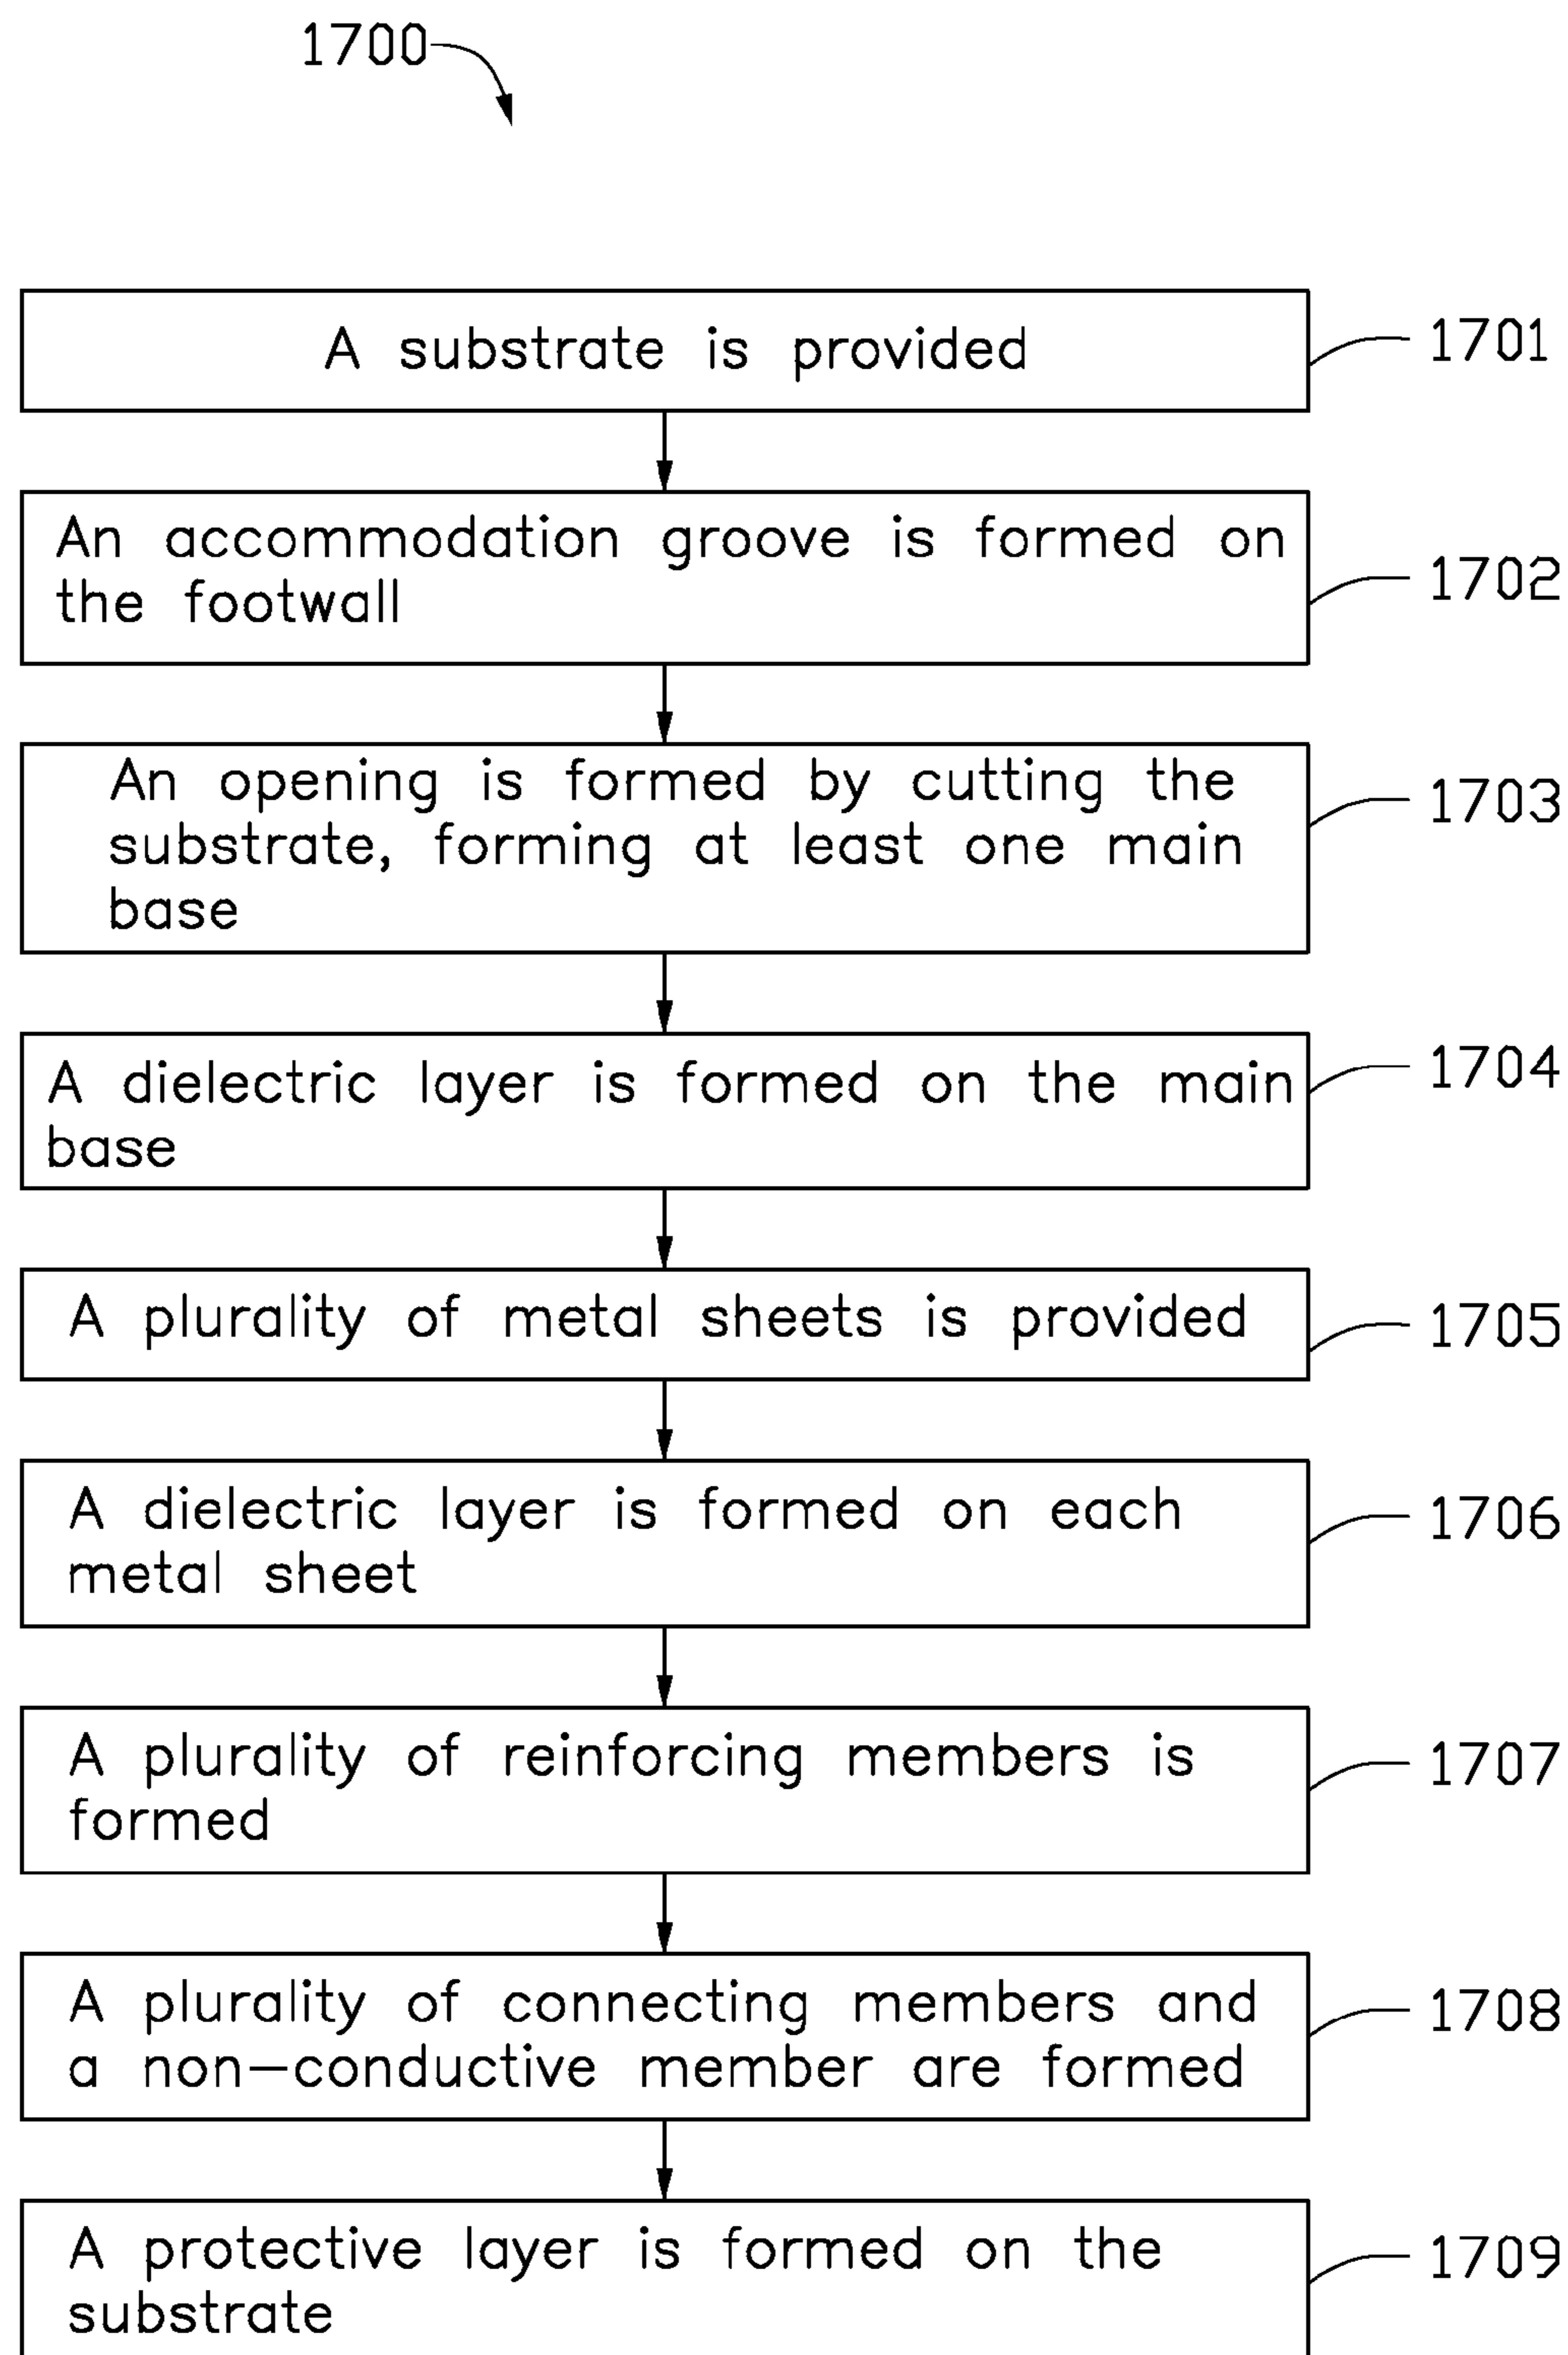 1700
A substrate is provided
1701
An accommodation groove is formed on
the footwall
1702
An opening is formed by cutting the
substrate, forming at least one main
base
1703
A dielectric layer is formed on the main
base
1704
A plurality of metal sheets is provided
1705
A dielectric layer is formed on each
metal sheet
1706
A plurality of reinforcing members is
formed
1707
A plurality of connecting members and
a non-conductive member are formed
1708
A protective layer is formed on the
substrate
1709